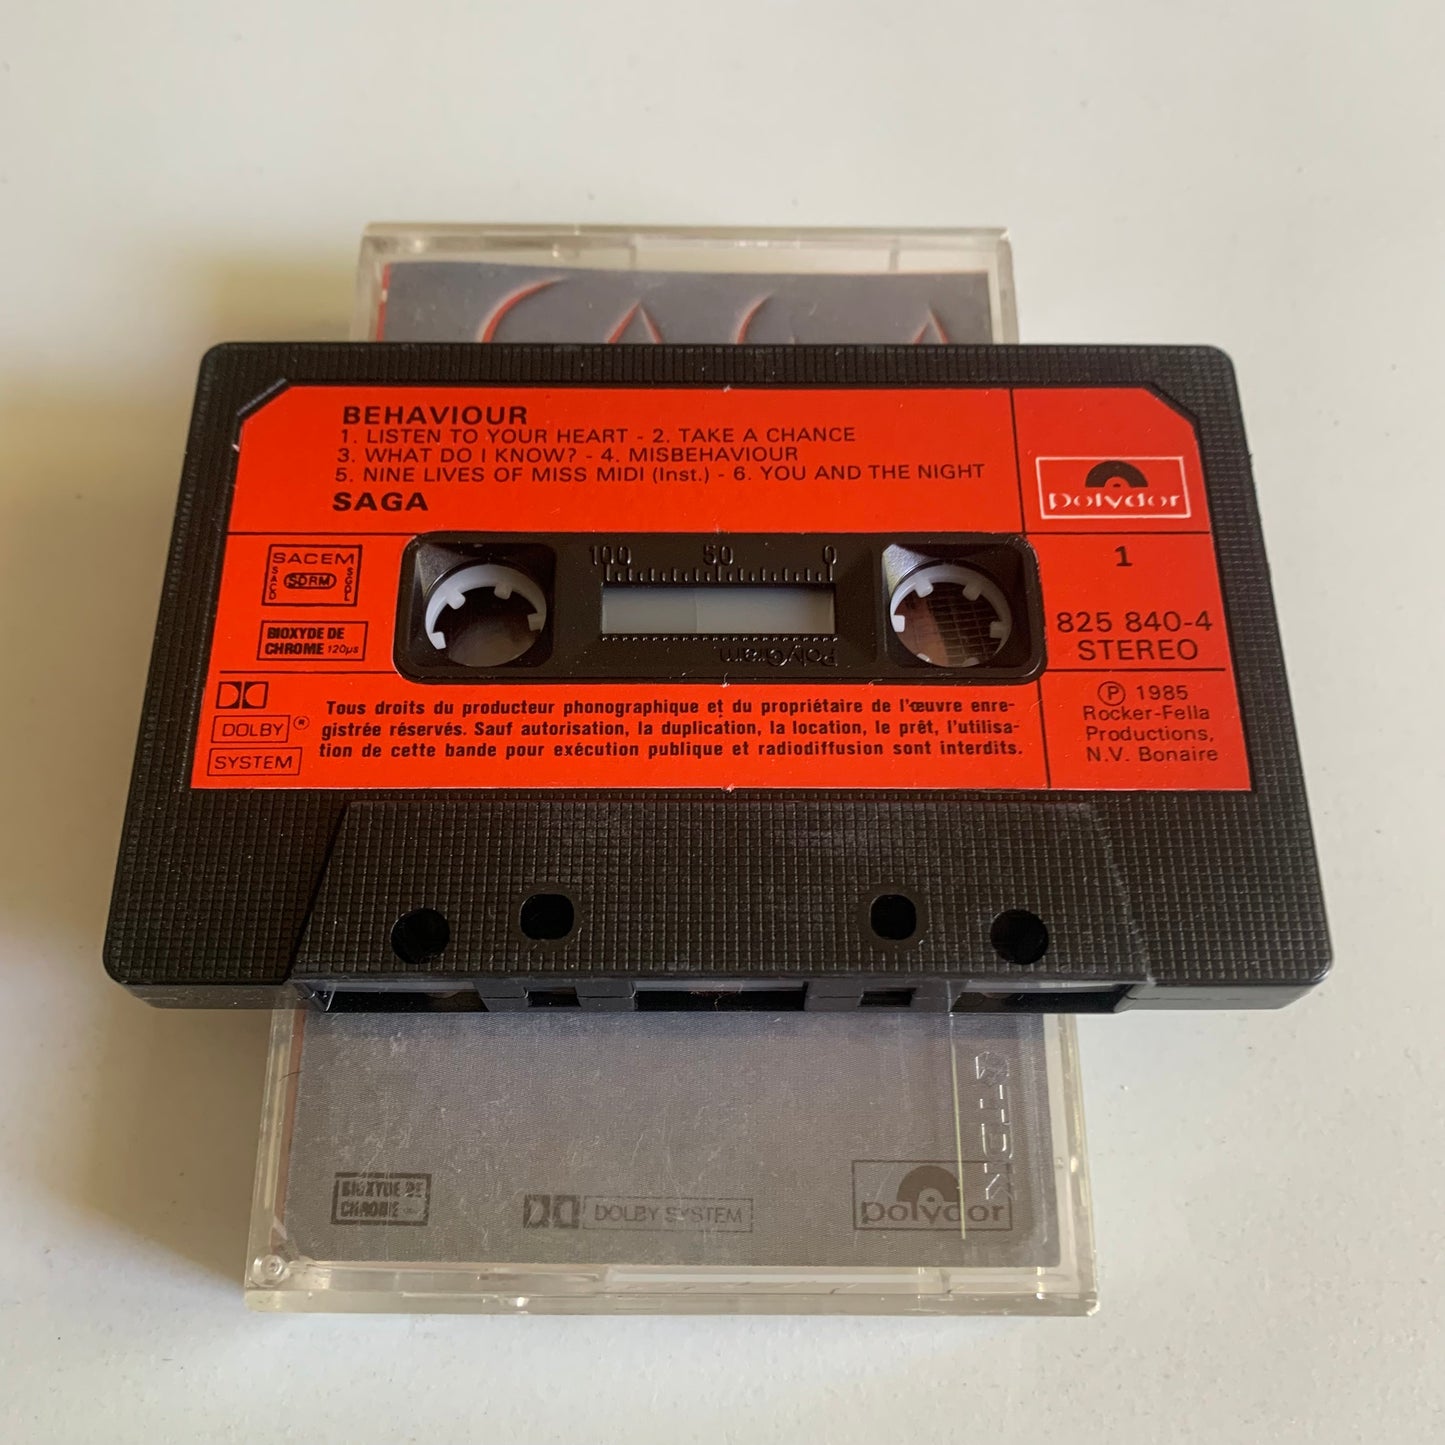 SAGA
BEHAVIOUR
1. LISTEN TO YOUR HEART - 2. TAKE A CHANCE
3. WHAT DO I KNOW? - 4. MISBEHAVIOUR
5. NINE LIVES OF MISS MIDI (Inst.) - 6. YOU AND THE NIGHT
SAGA
polydor
SACEM
SACD SDRM SGDL
BIOXYDE DE
CHROME 120µs
100 50 0
PolyGram
1
825 840-4
STEREO
DOLBY ®
SYSTEM
Tous droits du producteur phonographique et du propriétaire de l'œuvre enre-
gistrée réservés. Sauf autorisation, la duplication, la location, le prêt, l'utilisa-
tion de cette bande pour exécution publique et radiodiffusion sont interdits.
Ⓟ 1985
Rocker-Fella
Productions,
N.V. Bonaire
BIOXYDE DE
CHROME
DOLBY SYSTEM
polydor